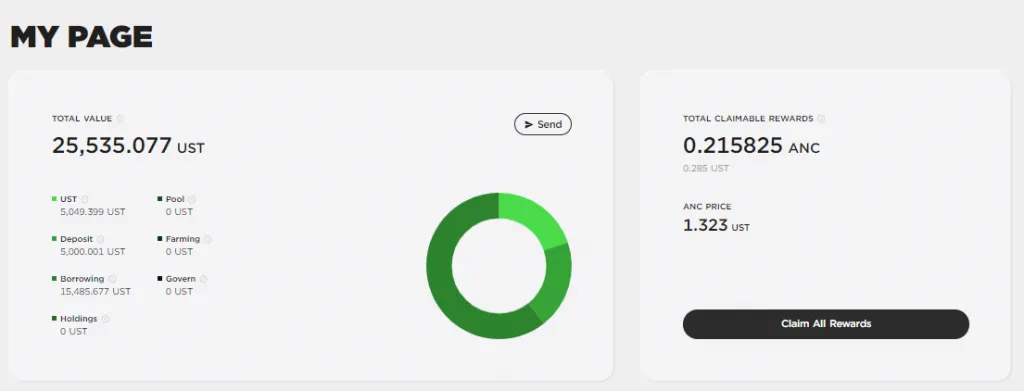 MY PAGE
TOTAL VALUE
25,535.077 UST
Send
UST
5,049.399 UST
Pool
0 UST
Deposit
5,000.001 UST
Farming
0 UST
Borrowing
15,485.677 UST
Govern
0 UST
Holdings
0 UST
TOTAL CLAIMABLE REWARDS
0.215825 ANC
0.285 UST
ANC PRICE
1.323 UST
Claim All Rewards